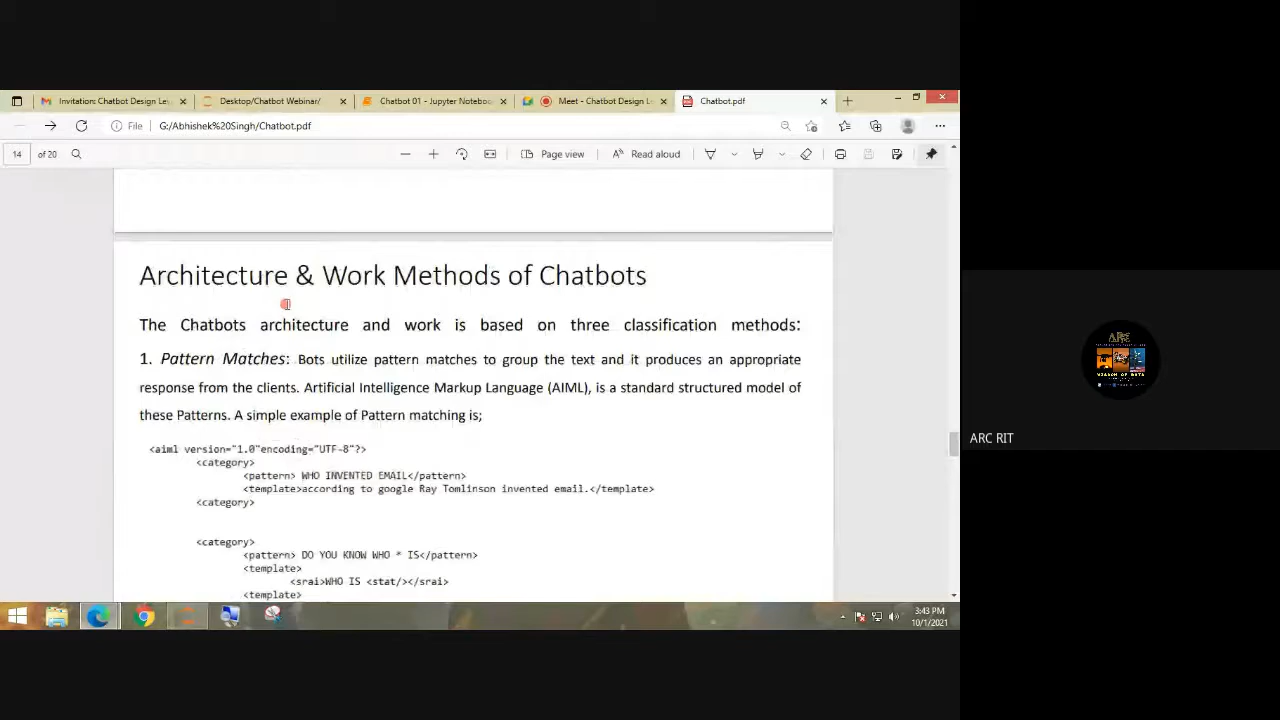 Invitation: Chatbot Design Le
Desktop/Chatbot Webinar/
Chatbot 01 - Jupyter Noteboo
Meet - Chatbot Design L
Chatbot.pdf
File
G:/Abhishek%20Singh/Chatbot.pdf
14 of 20
Page view
Read aloud
Architecture & Work Methods of Chatbots
The Chatbots architecture and work is based on three classification methods:
1. Pattern Matches: Bots utilize pattern matches to group the text and it produces an appropriate
response from the clients. Artificial Intelligence Markup Language (AIML), is a standard structured model of
these Patterns. A simple example of Pattern matching is;
<aiml version="1.0"encoding="UTF-8"?>
<category>
<pattern> WHO INVENTED EMAIL</pattern>
<template>according to google Ray Tomlinson invented email.</template>
<category>
<category>
<pattern> DO YOU KNOW WHO * IS</pattern>
<template>
<srai>WHO IS <stat/></srai>
<template>
3:43 PM
10/1/2021
ARC
WISDOM OF DATA
ARC RIT